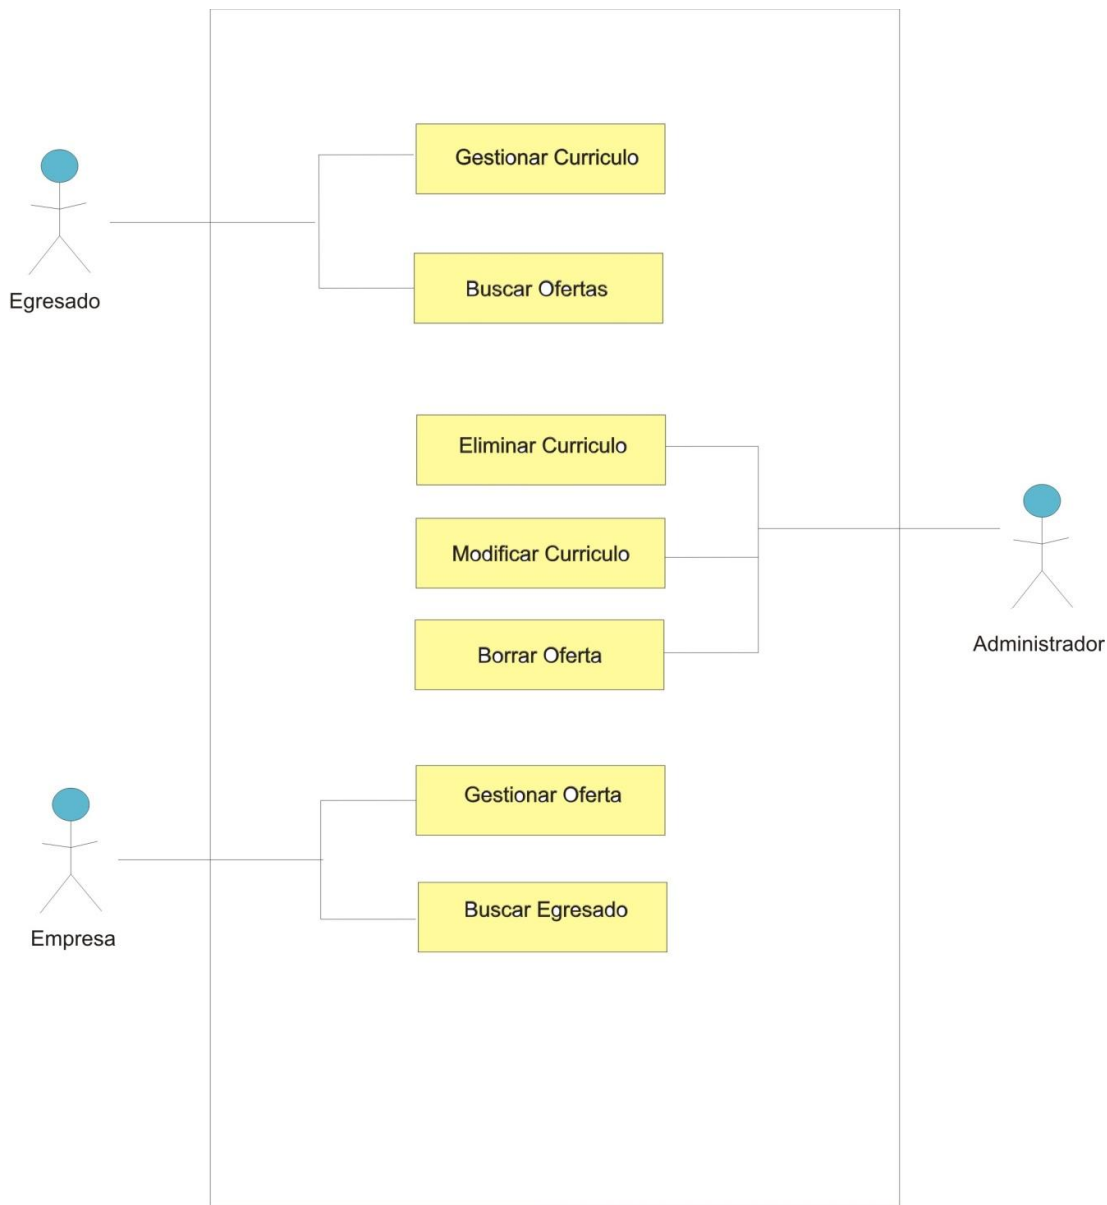 Gestionar Curriculo
Buscar Ofertas
Egresado
Eliminar Curriculo
Modificar Curriculo
Borrar Oferta
Administrador
Gestionar Oferta
Buscar Egresado
Empresa